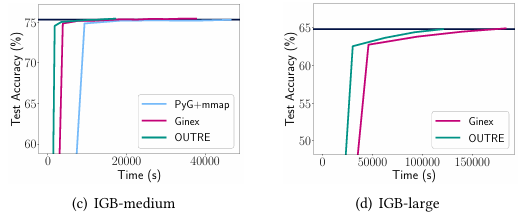 75
70
65
60
Test Accuracy (%)
0
20000
40000
Time (s)
PyG+mmap
Ginex
OUTRE
(c) IGB-medium
65
60
55
50
Test Accuracy (%)
0
50000
100000
150000
Time (s)
Ginex
OUTRE
(d) IGB-large